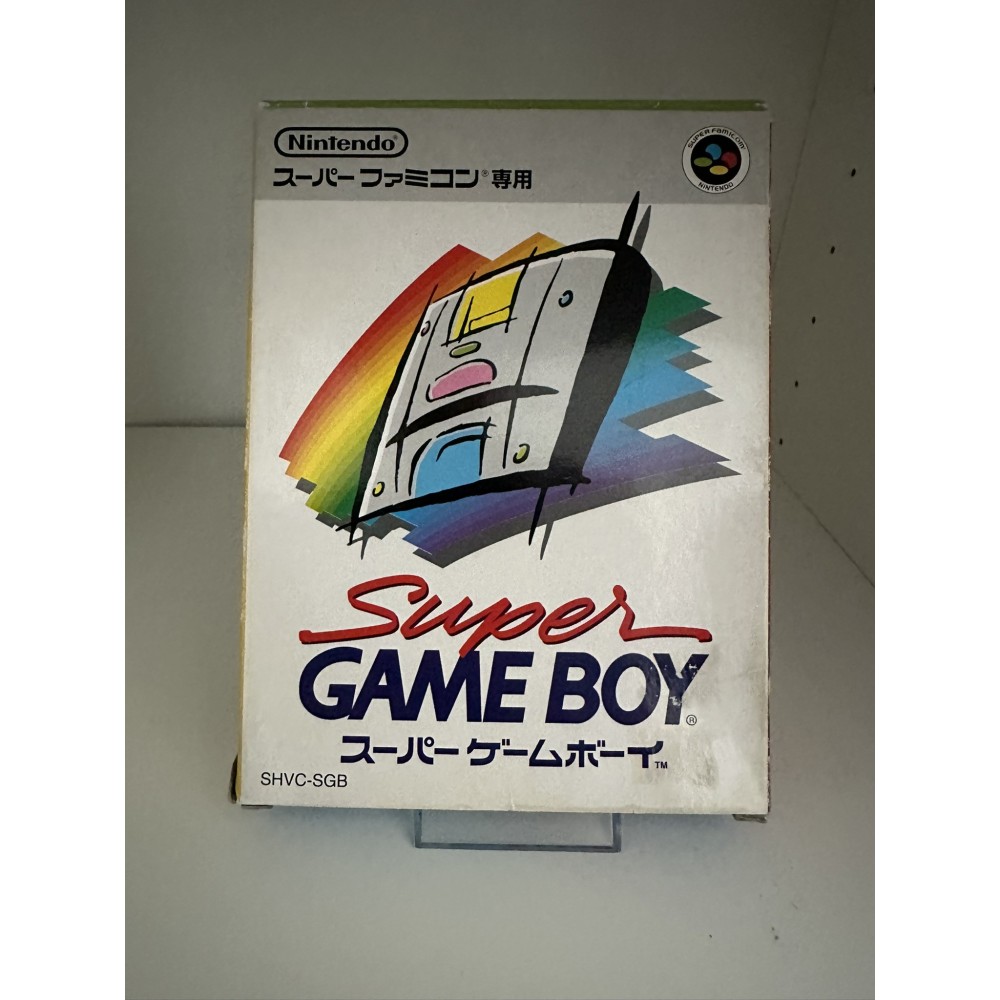 Nintendo®
スーパーファミコン®専用
SUPER FAMICOM
NINTENDO
Super
GAME BOY®
スーパーゲームボーイ™
SHVC-SGB